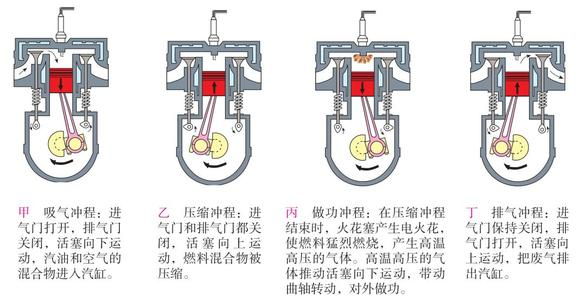 甲 吸气冲程：进
气门打开，排气门
关闭，活塞向下运
动，汽油和空气的
混合物进入汽缸。
乙 压缩冲程：进
气门和排气门都关
闭，活塞向上运
动，燃料混合物被
压缩。
丙 做功冲程：在压缩冲程
结束时，火花塞产生电火花，
使燃料猛烈燃烧，产生高温
高压的气体。高温高压的气
体推动活塞向下运动，带动
曲轴转动，对外做功。
丁 排气冲程：进
气门保持关闭，排
气门打开，活塞向
上运动，把废气排
出汽缸。